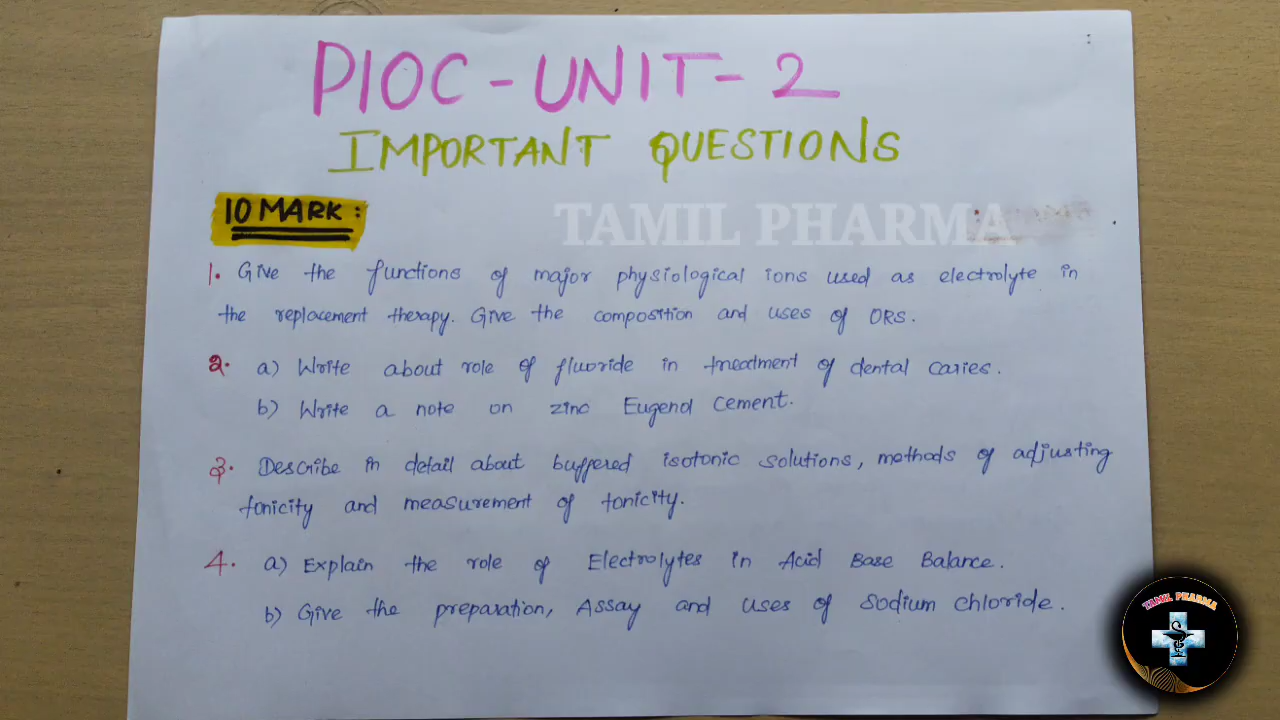 PIOC - UNIT - 2
IMPORTANT QUESTIONS
10 MARK :
TAMIL PHARMA
1. Give the functions of major physiological ions used as electrolyte in
the replacement therapy. Give the composition and uses of ORS.
2. a) Write about role of fluoride in treatment of dental caries.
b) Write a note on zinc Eugenol Cement.
3. Describe in detail about buffered isotonic solutions, methods of adjusting
tonicity and measurement of tonicity.
4. a) Explain the role of Electrolytes in Acid Base Balance.
b) Give the preparation, Assay and uses of Sodium Chloride.
TAMIL PHARMA